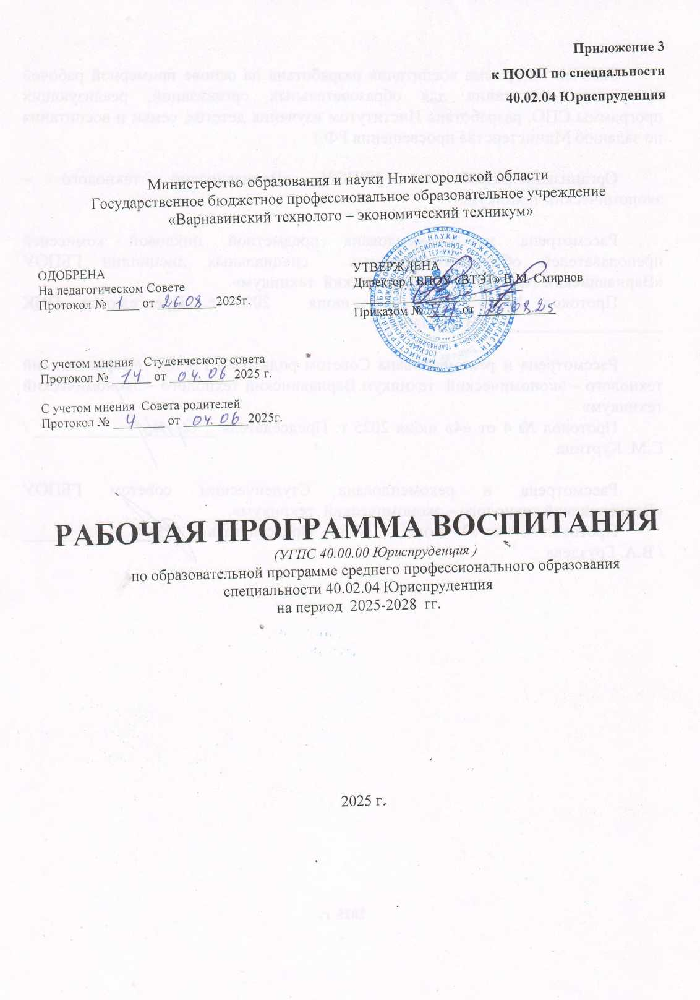 Приложение 3
к ПООП по специальности
40.02.04 Юриспруденция
Министерство образования и науки Нижегородской области
Государственное бюджетное профессиональное образовательное учреждение
«Варнавинский технолого – экономический техникум»
ОДОБРЕНА
На педагогическом Совете
Протокол № 1 от 26.08 2025г.
УТВЕРЖДЕНА
Директор ГБПОУ «ВТЭТ» В.М. Смирнов
Приказом № от 26.08.25
С учетом мнения Студенческого совета
Протокол № 14 от 04.06 2025 г.
С учетом мнения Совета родителей
Протокол № 4 от 04.06 2025г.
РАБОЧАЯ ПРОГРАММА ВОСПИТАНИЯ
(УГПС 40.00.00 Юриспруденция )
по образовательной программе среднего профессионального образования
специальности 40.02.04 Юриспруденция
на период 2025-2028 гг.
2025 г.